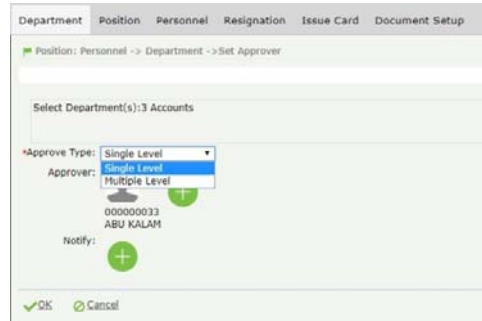 Department Position Personnel Resignation Issue Card Document Setup
Position: Personnel -> Department ->Set Approver
Select Department(s):3 Accounts
*Approve Type: Single Level
Single Level
Approver:
Multiple Level
000000033
ABU KALAM
Notify:
OK Cancel